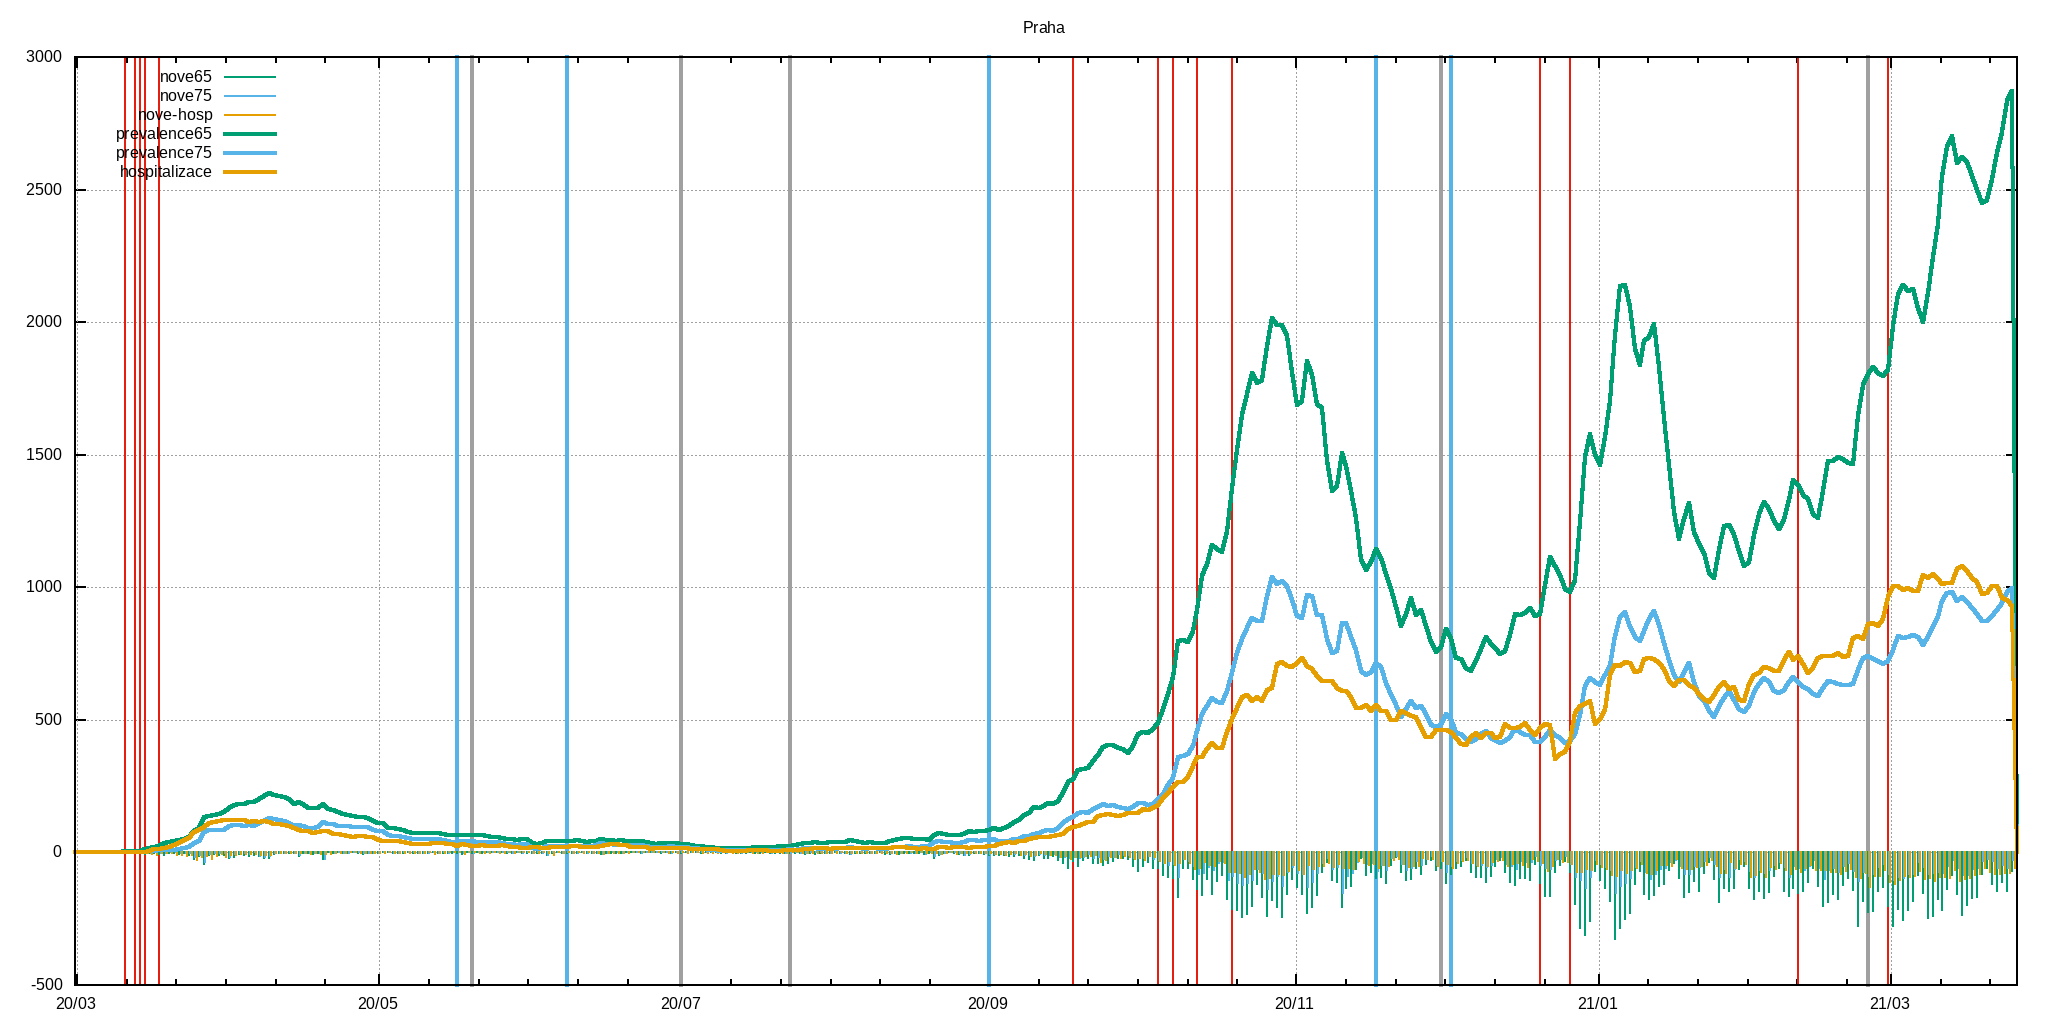 Praha
3000
2500
2000
1500
1000
500
0
-500
nove65
nove75
nove-hosp
prevalence65
prevalence75
hospitalizace
20/03 20/05 20/07 20/09 20/11 21/01 21/03